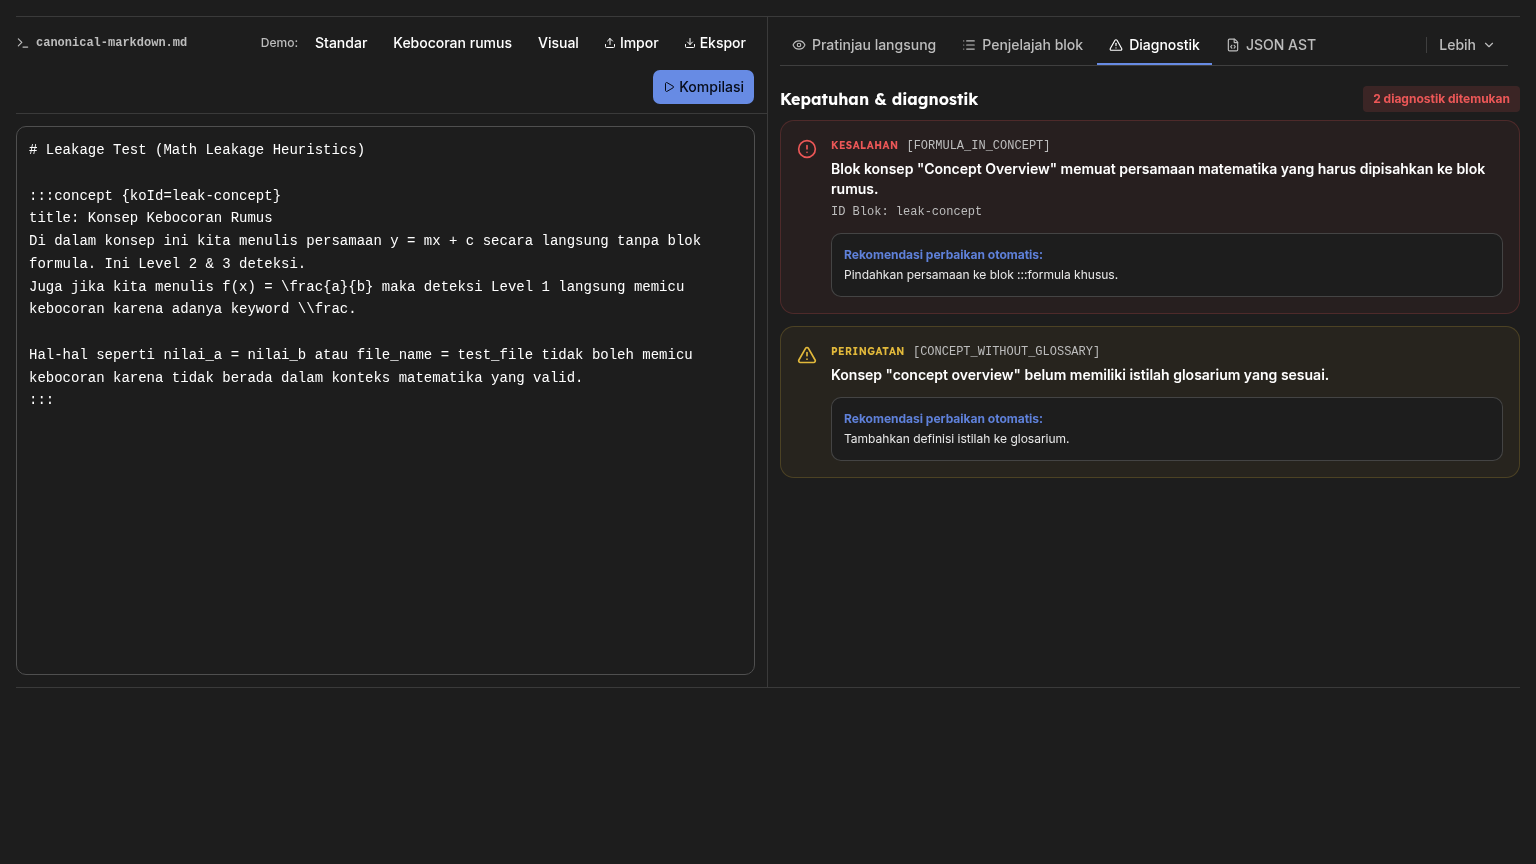 canonical-markdown.md
Demo:
Standar
Kebocoran rumus
Visual
Impor
Ekspor
Kompilasi
# Leakage Test (Math Leakage Heuristics)
:::concept {koId=leak-concept}
title: Konsep Kebocoran Rumus
Di dalam konsep ini kita menulis persamaan y = mx + c secara langsung tanpa blok
formula. Ini Level 2 & 3 deteksi.
Juga jika kita menulis f(x) = \frac{a}{b} maka deteksi Level 1 langsung memicu
kebocoran karena adanya keyword \\frac.
Hal-hal seperti nilai_a = nilai_b atau file_name = test_file tidak boleh memicu
kebocoran karena tidak berada dalam konteks matematika yang valid.
:::
Pratinjau langsung
Penjelajah blok
Diagnostik
JSON AST
Lebih
Kepatuhan & diagnostik
2 diagnostik ditemukan
KESALAHAN [FORMULA_IN_CONCEPT]
Blok konsep "Concept Overview" memuat persamaan matematika yang harus dipisahkan ke blok
rumus.
ID Blok: leak-concept
Rekomendasi perbaikan otomatis:
Pindahkan persamaan ke blok :::formula khusus.
PERINGATAN [CONCEPT_WITHOUT_GLOSSARY]
Konsep "concept overview" belum memiliki istilah glosarium yang sesuai.
Rekomendasi perbaikan otomatis:
Tambahkan definisi istilah ke glosarium.